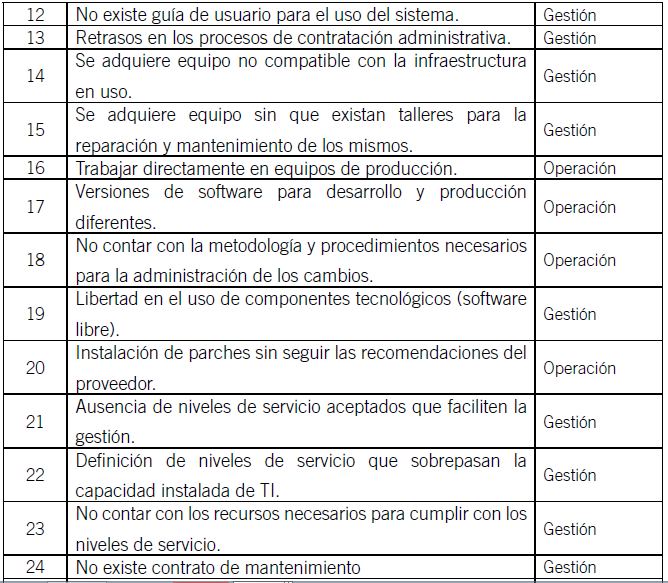 12 No existe guía de usuario para el uso del sistema. Gestión
13 Retrasos en los procesos de contratación administrativa. Gestión
14 Se adquiere equipo no compatible con la infraestructura Gestión
en uso.
15 Se adquiere equipo sin que existan talleres para la Gestión
reparación y mantenimiento de los mismos.
16 Trabajar directamente en equipos de producción. Operación
17 Versiones de software para desarrollo y producción Operación
diferentes.
18 No contar con la metodología y procedimientos necesarios Operación
para la administración de los cambios.
19 Libertad en el uso de componentes tecnológicos (software Gestión
libre).
20 Instalación de parches sin seguir las recomendaciones del Operación
proveedor.
21 Ausencia de niveles de servicio aceptados que faciliten la Gestión
gestión.
22 Definición de niveles de servicio que sobrepasan la Gestión
capacidad instalada de TI.
23 No contar con los recursos necesarios para cumplir con los Gestión
niveles de servicio.
24 No existe contrato de mantenimiento Gestión